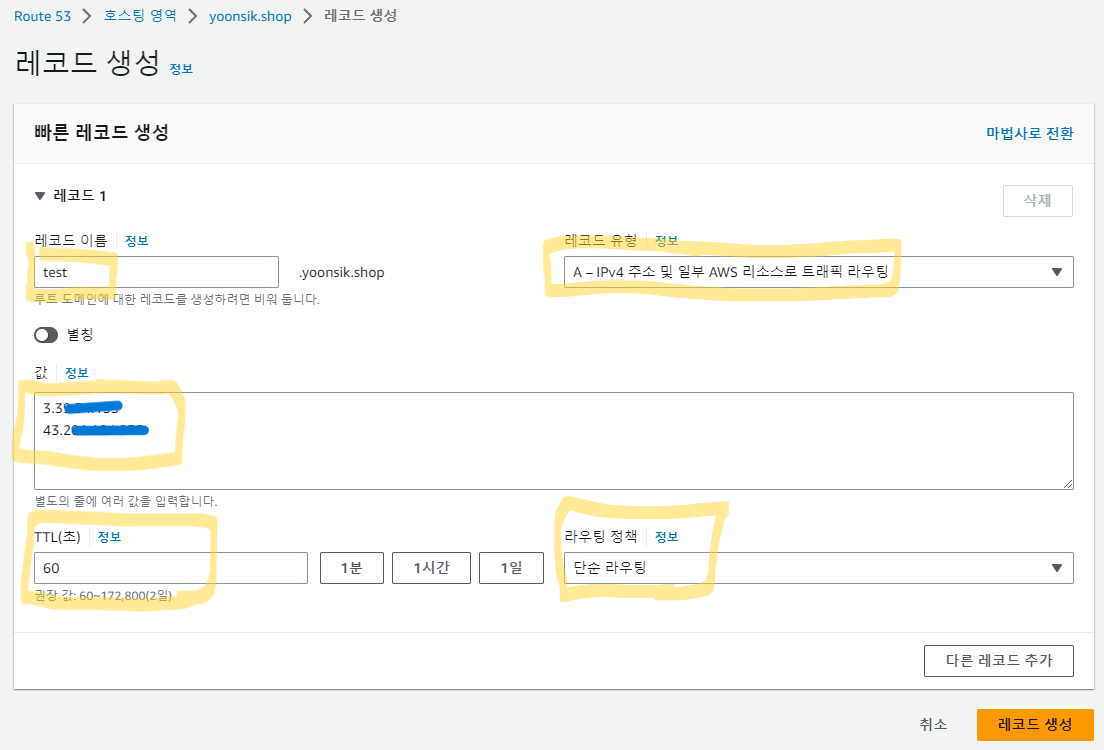 Route 53 > 호스팅 영역 > yoonsik.shop > 레코드 생성
레코드 생성 정보
빠른 레코드 생성 마법사로 전환
▼ 레코드 1
삭제
레코드 이름 정보 레코드 유형 정보
test .yoonsik.shop A – IPv4 주소 및 일부 AWS 리소스로 트래픽 라우팅
루트 도메인에 대한 레코드를 생성하려면 비워 둡니다.
별칭
값 정보
3.39
43.20
별도의 줄에 여러 값을 입력합니다.
TTL(초) 정보 라우팅 정책 정보
60 1분 1시간 1일 단순 라우팅
권장 값: 60~172,800(2일)
다른 레코드 추가
취소 레코드 생성